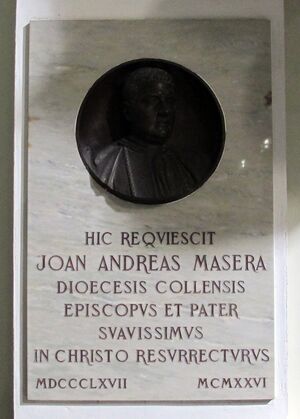 HIC REQVIESCIT
JOAN ANDREAS MASERA
DIOECESIS COLLENSIS
EPISCOPVS ET PATER
SVAVISSIMVS
IN CHRISTO RESVRRECTVRVS
MDCCCLXVII MCMXXVI